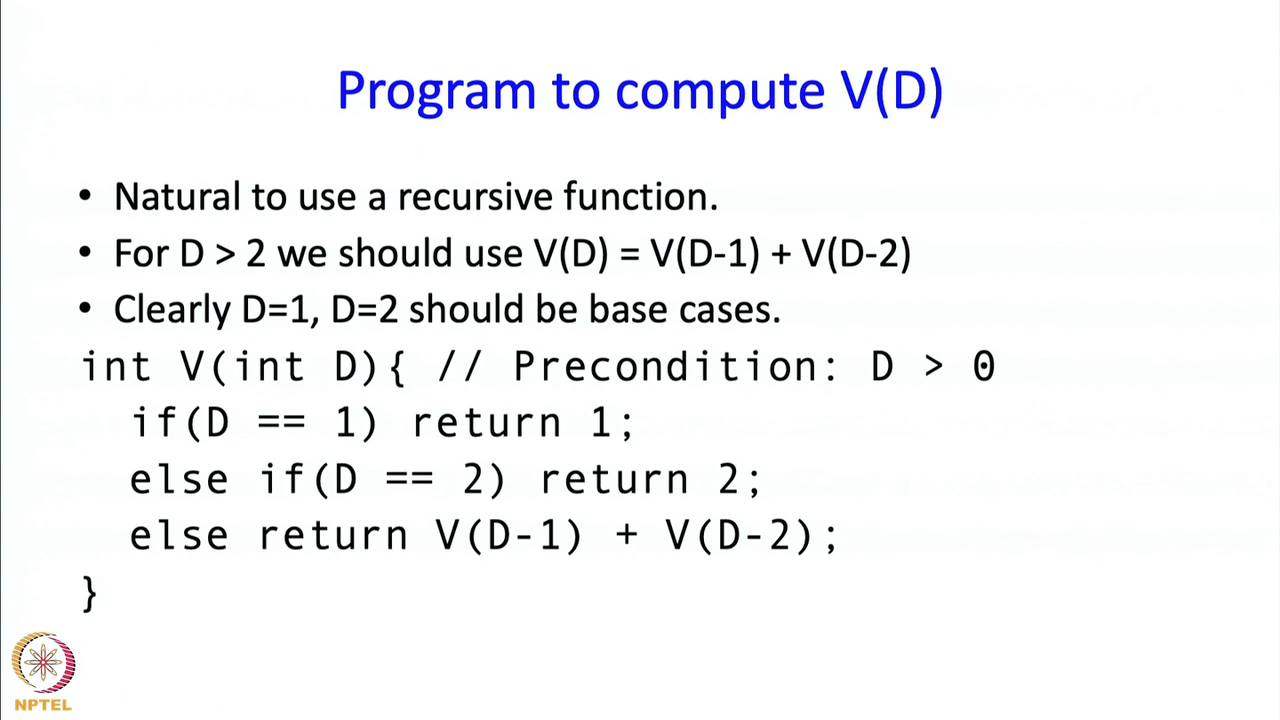 Program to compute V(D)
• Natural to use a recursive function.
• For D > 2 we should use V(D) = V(D-1) + V(D-2)
• Clearly D=1, D=2 should be base cases.
int V(int D){ // Precondition: D > 0
if(D == 1) return 1;
else if(D == 2) return 2;
else return V(D-1) + V(D-2);
}
NPTEL